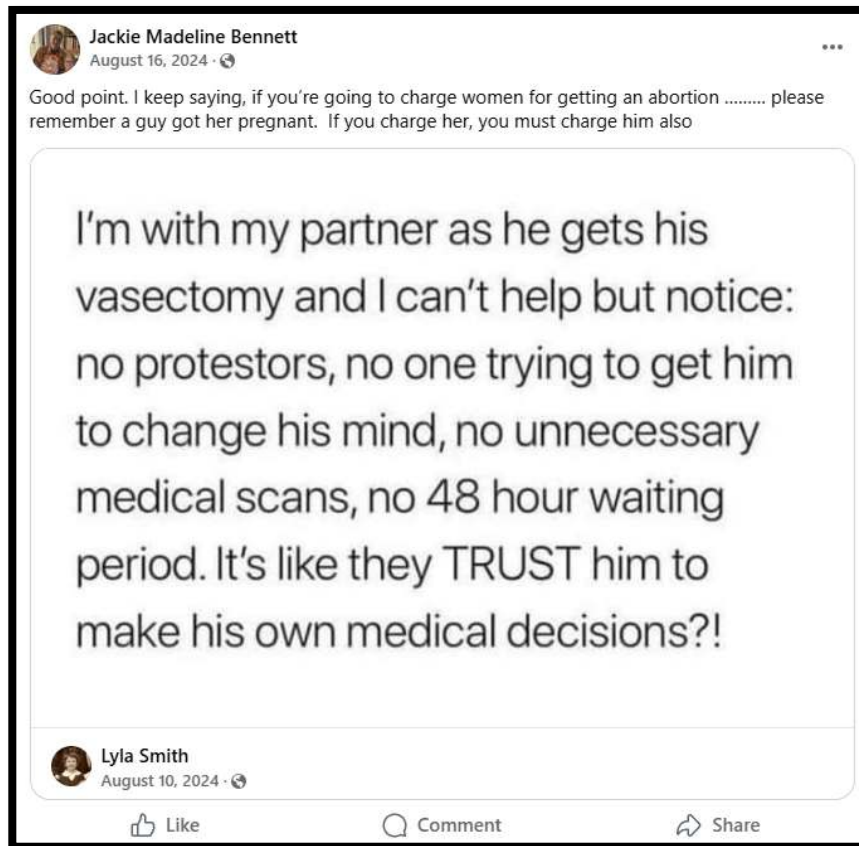 Jackie Madeline Bennett
August 16, 2024 ·
Good point. I keep saying, if you're going to charge women for getting an abortion ......... please
remember a guy got her pregnant.  If you charge her, you must charge him also
I'm with my partner as he gets his
vasectomy and I can't help but notice:
no protestors, no one trying to get him
to change his mind, no unnecessary
medical scans, no 48 hour waiting
period. It's like they TRUST him to
make his own medical decisions?!
Lyla Smith
August 10, 2024 ·
Like
Comment
Share